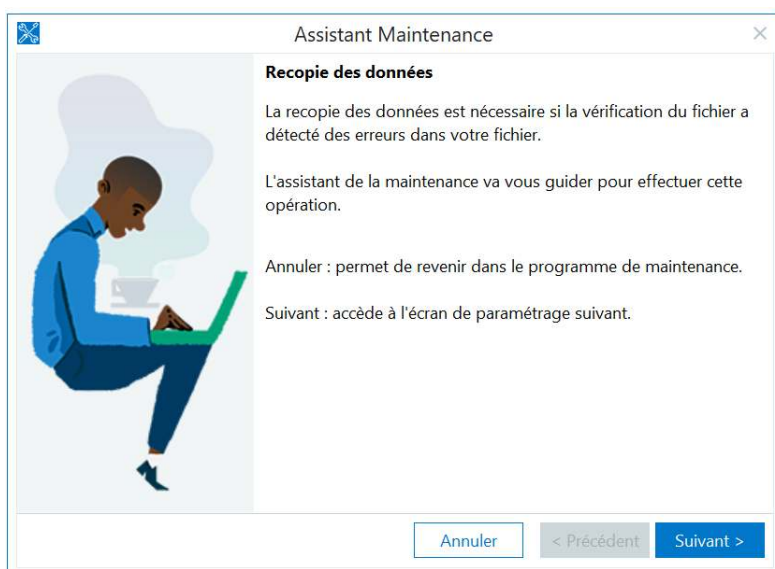 Assistant Maintenance
Recopie des données
La recopie des données est nécessaire si la vérification du fichier a
détecté des erreurs dans votre fichier.
L'assistant de la maintenance va vous guider pour effectuer cette
opération.
Annuler : permet de revenir dans le programme de maintenance.
Suivant : accède à l'écran de paramétrage suivant.
Annuler
< Précédent
Suivant >